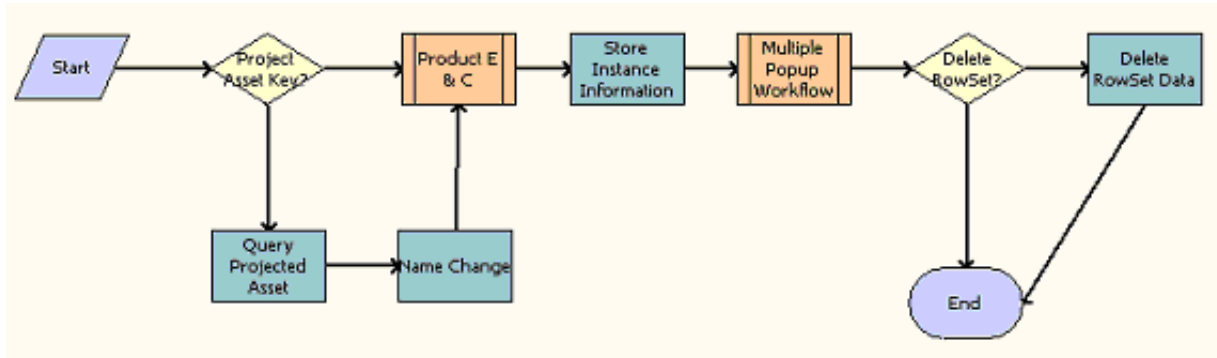 Start
Project
Asset Key?
Product E
& C
Store
Instance
Information
Multiple
Popup
Workflow
Delete
RowSet?
Delete
RowSet Data
Query
Projected
Asset
Name Change
End